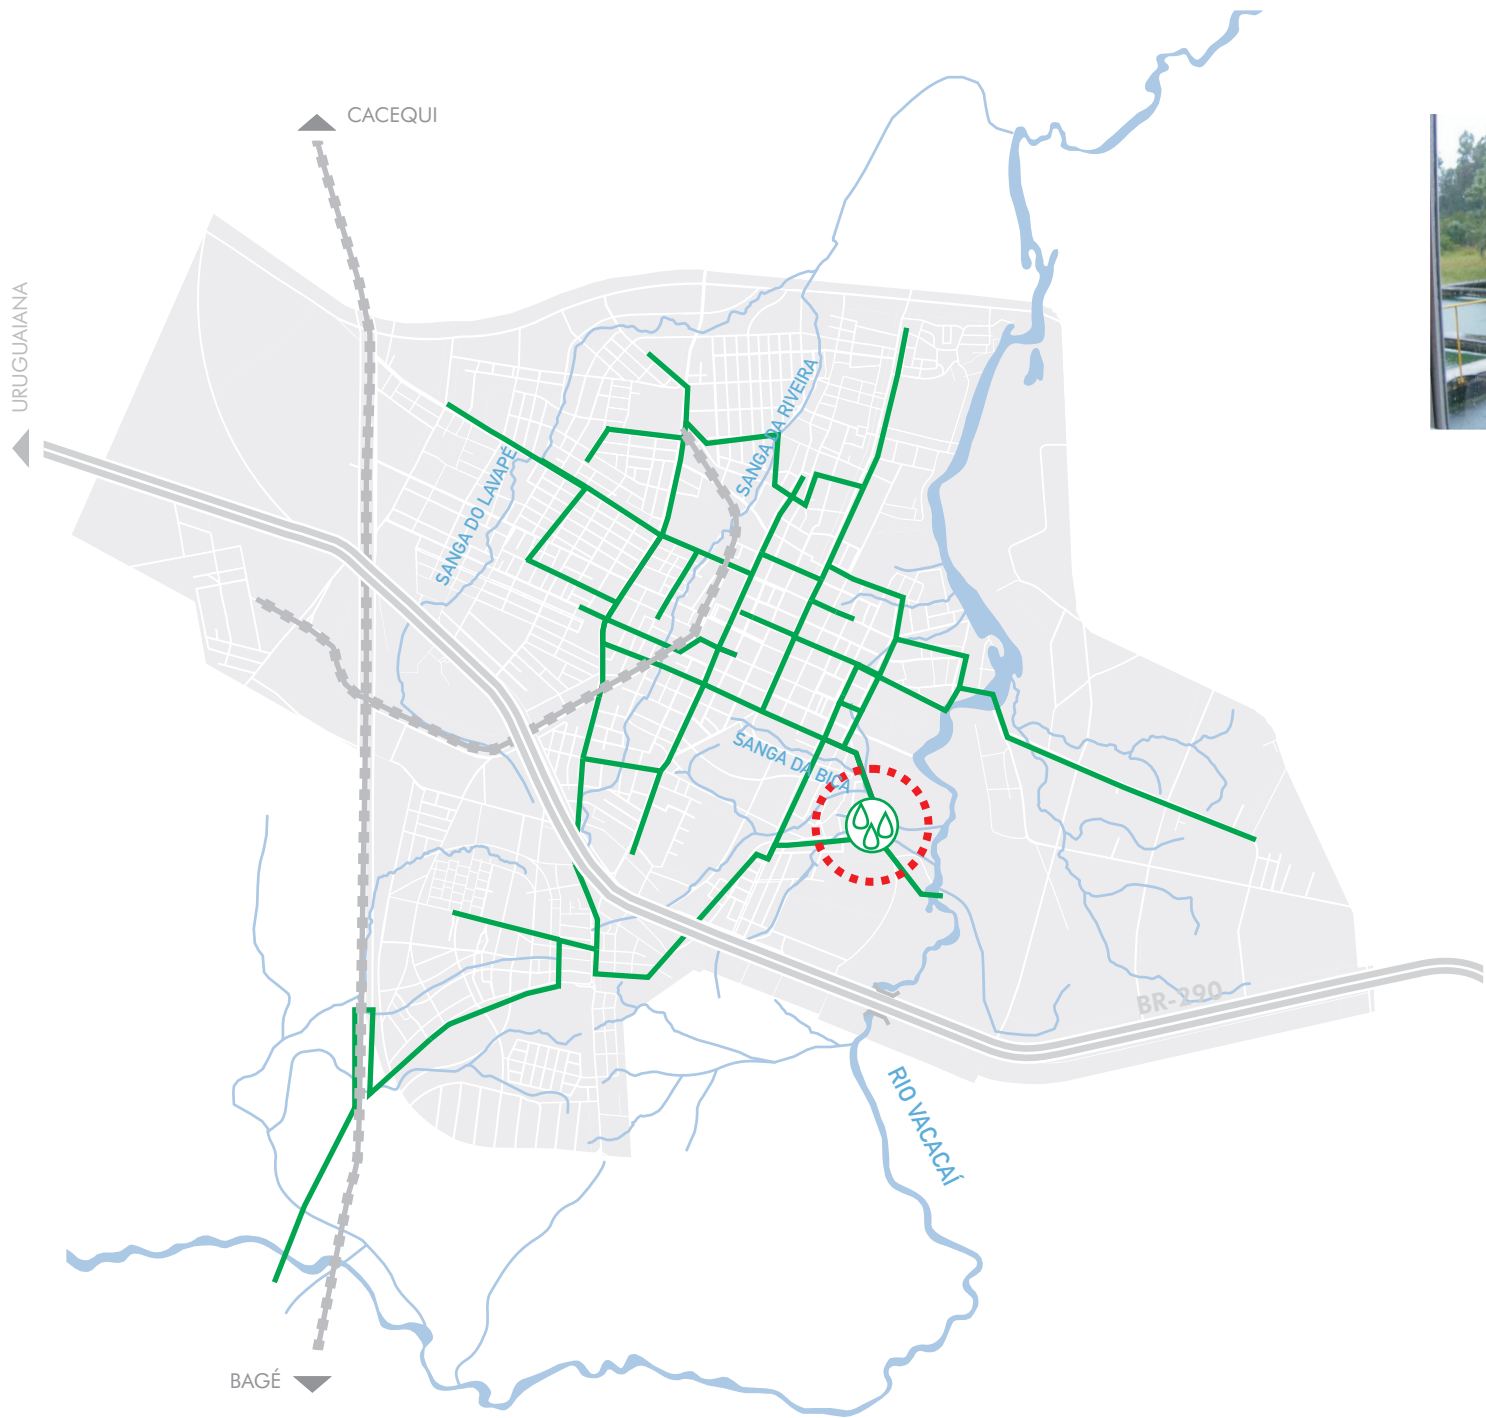 CACEQUI
URUGUAIANA
SANGA DA RIVEIRA
SANGA DO LAVAPÉ
SANGA DA BICA
BR-290
RIO VACACAÍ
BAGÉ